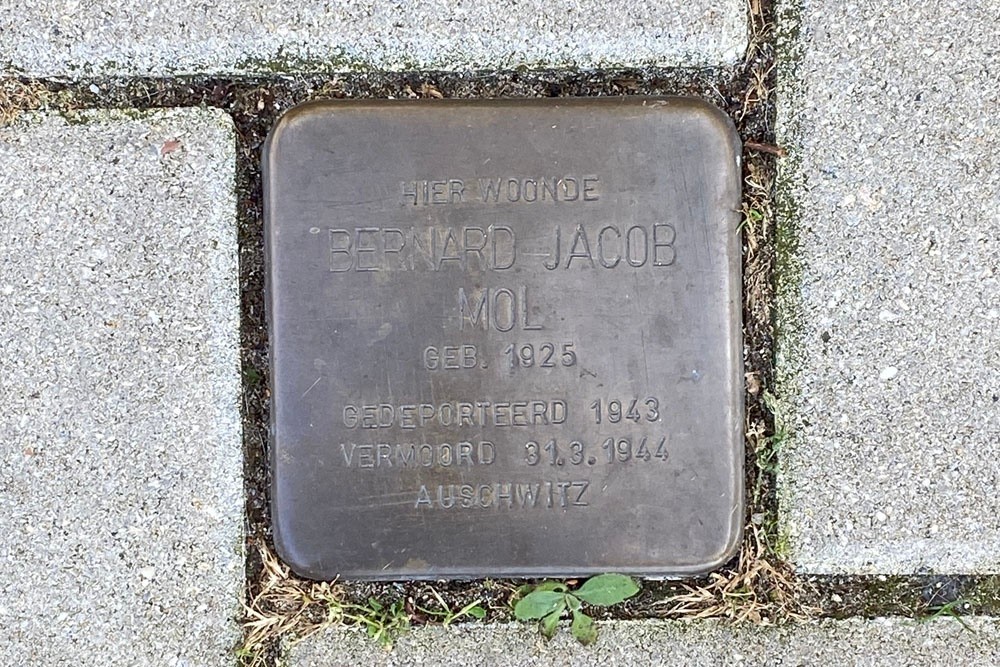 HIER WOONDE
BERNARD JACOB
MOL
GEB. 1925
GEDEPORTEERD 1943
VERMOORD 31.3.1944
AUSCHWITZ